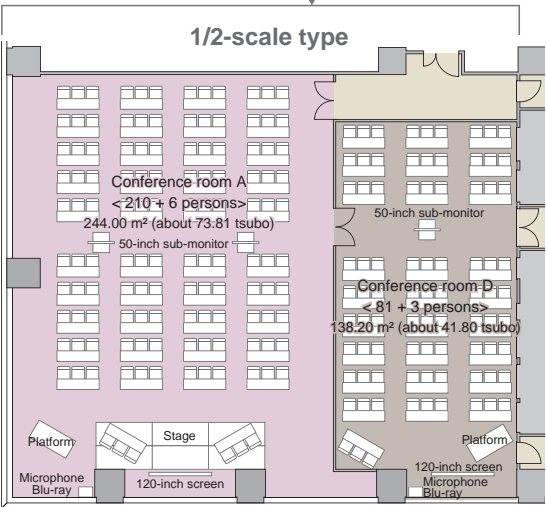 1/2-scale type
Conference room A
< 210 + 6 persons>
244.00 m² (about 73.81 tsubo)
50-inch sub-monitor
Platform
Stage
Microphone
Blu-ray
120-inch screen
50-inch sub-monitor
Conference room D
< 81 + 3 persons>
138.20 m² (about 41.80 tsubo)
Platform
120-inch screen
Microphone
Blu-ray